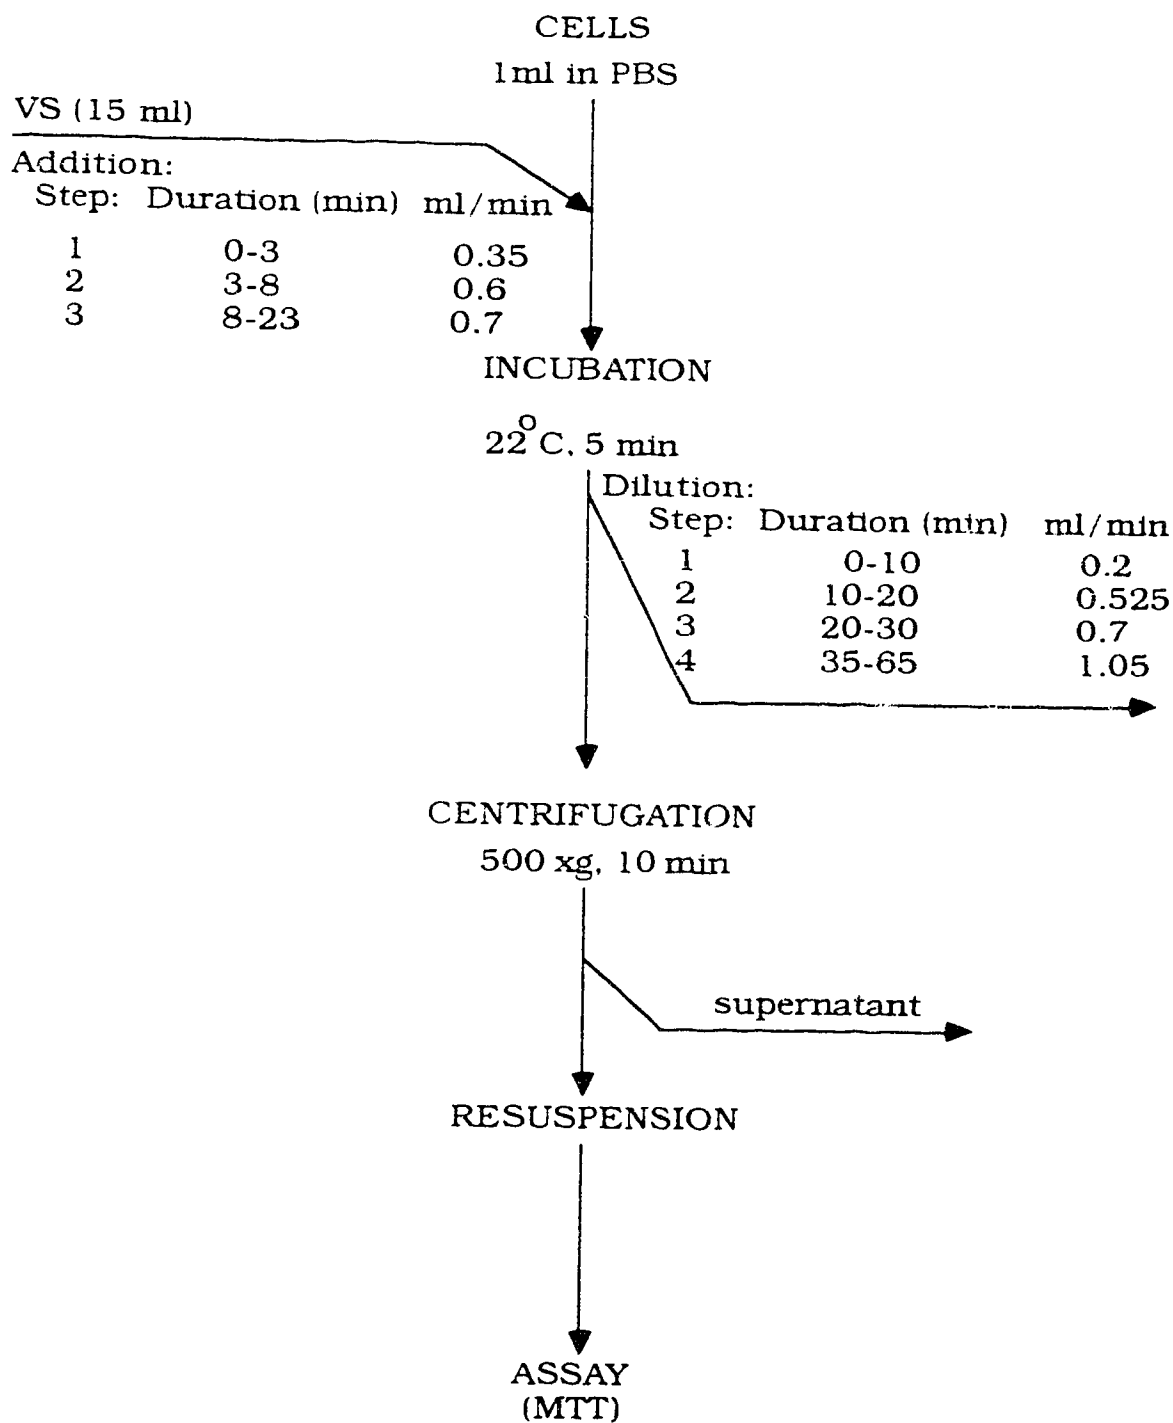 CELLS
1ml in PBS
VS (15 ml)
Addition:
Step: Duration (min) ml/min
1 0-3 0.35
2 3-8 0.6
3 8-23 0.7
INCUBATION
22°C, 5 min
Dilution:
Step: Duration (min) ml/min
1 0-10 0.2
2 10-20 0.525
3 20-30 0.7
4 35-65 1.05
CENTRIFUGATION
500 xg, 10 min
supernatant
RESUSPENSION
ASSAY
(MTT)